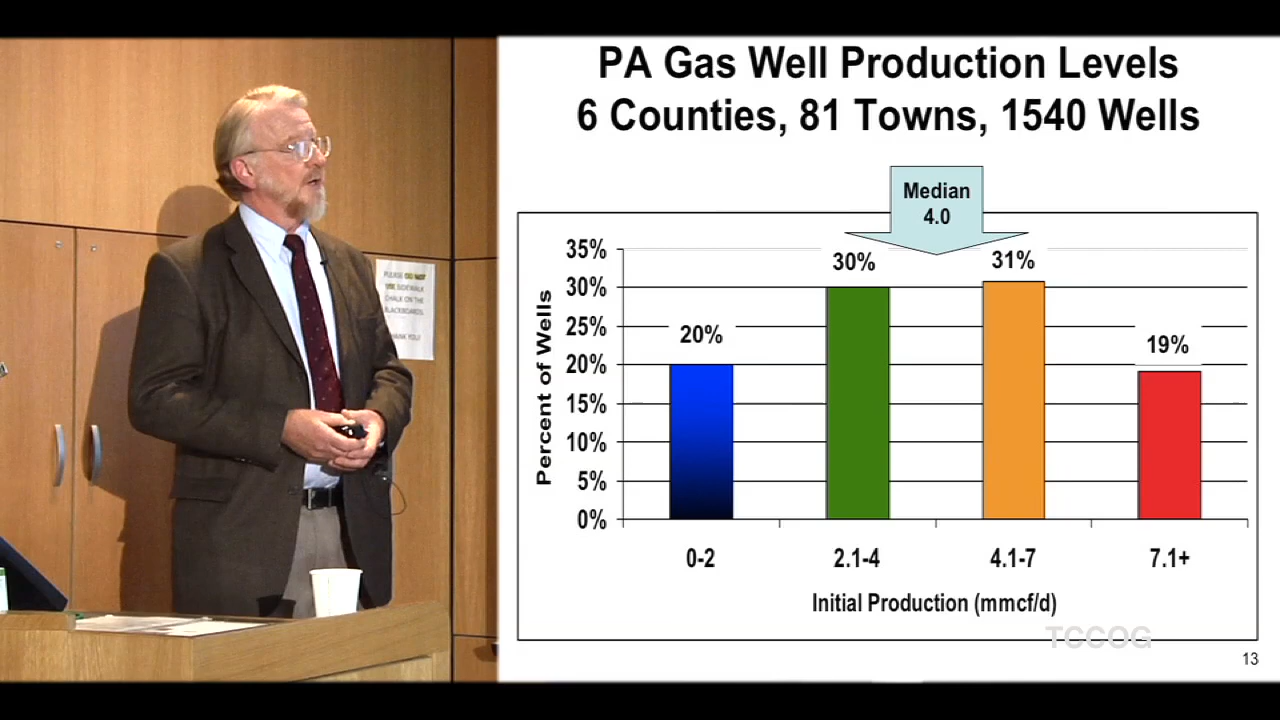 PA Gas Well Production Levels
6 Counties, 81 Towns, 1540 Wells
Median
4.0
35%
30%
25%
20%
15%
10%
5%
0%
Percent of Wells
20%
30%
31%
19%
0-2
2.1-4
4.1-7
7.1+
Initial Production (mmcf/d)
TCCOG
13
PLEASE DO NOT
USE SIDEWALK
CHALK ON THE
BLACKBOARDS.
THANK YOU!